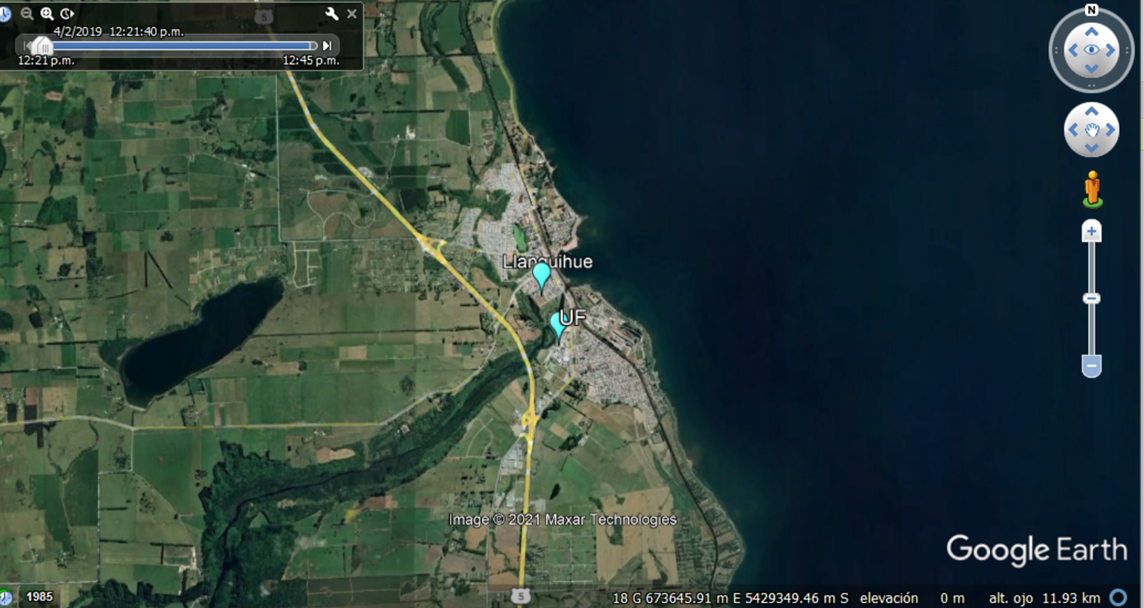 5
4/2/2019 12:21:40 p.m.
12:21 p.m.
12:45 p.m.
N
Llanquihue
UF
Image © 2021 Maxar Technologies
Google Earth
1985
5
18 G 673645.91 m E 5429349.46 m S elevación 0 m alt. ojo 11.93 km